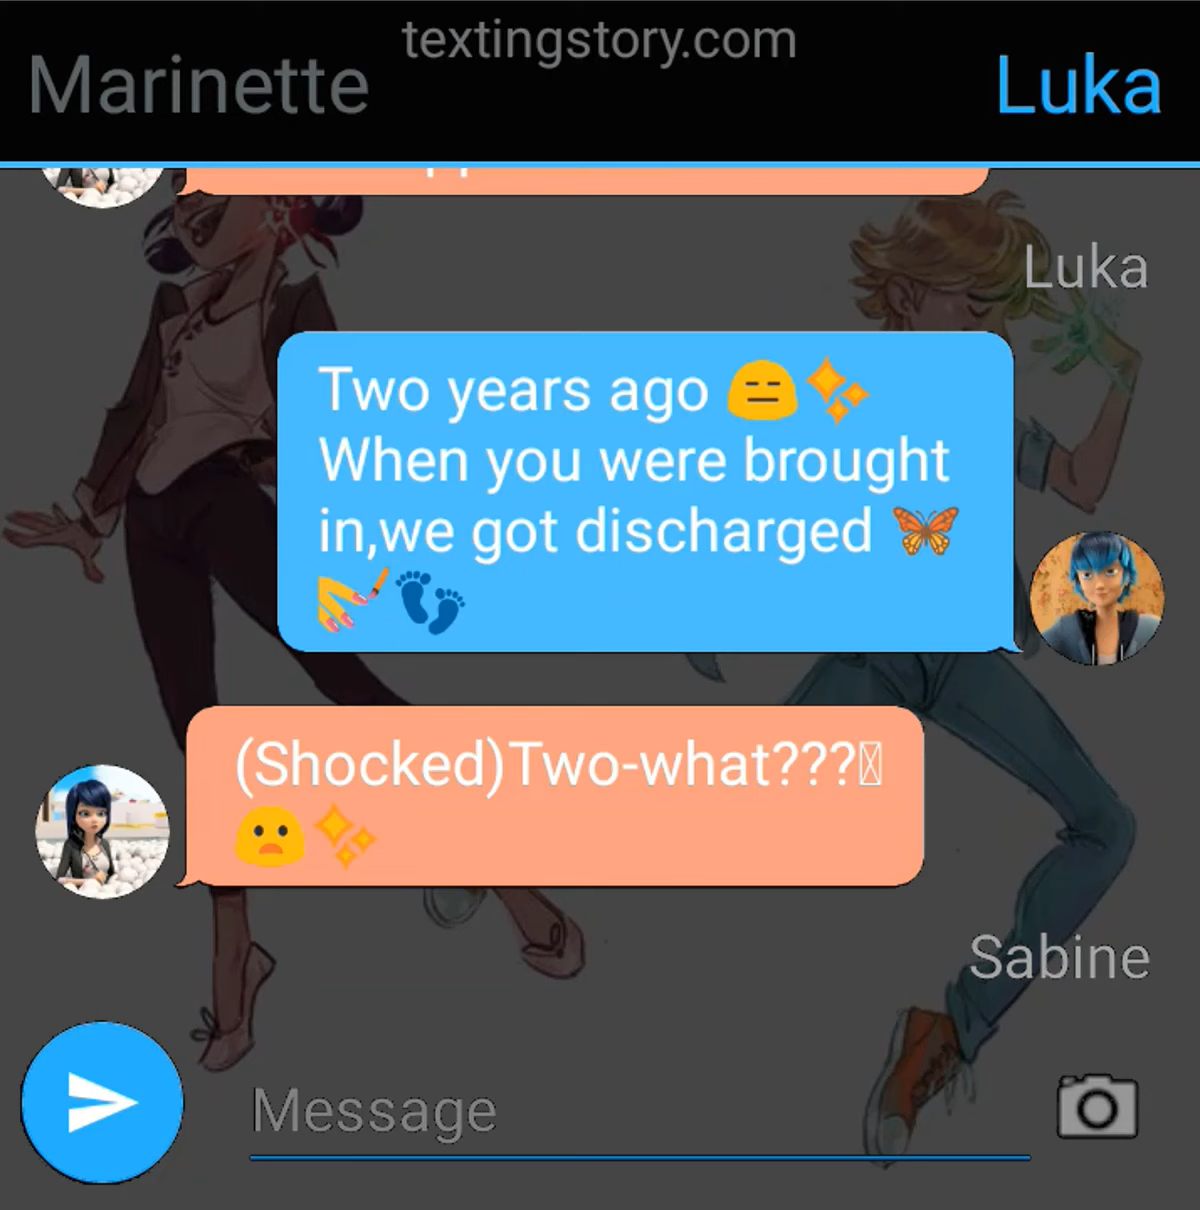 textingstory.com
Marinette
Luka
Luka
Two years ago 😑✨
When you were brought
in,we got discharged 🦋
💅👣
(Shocked)Two-what???
😦✨
Sabine
Message